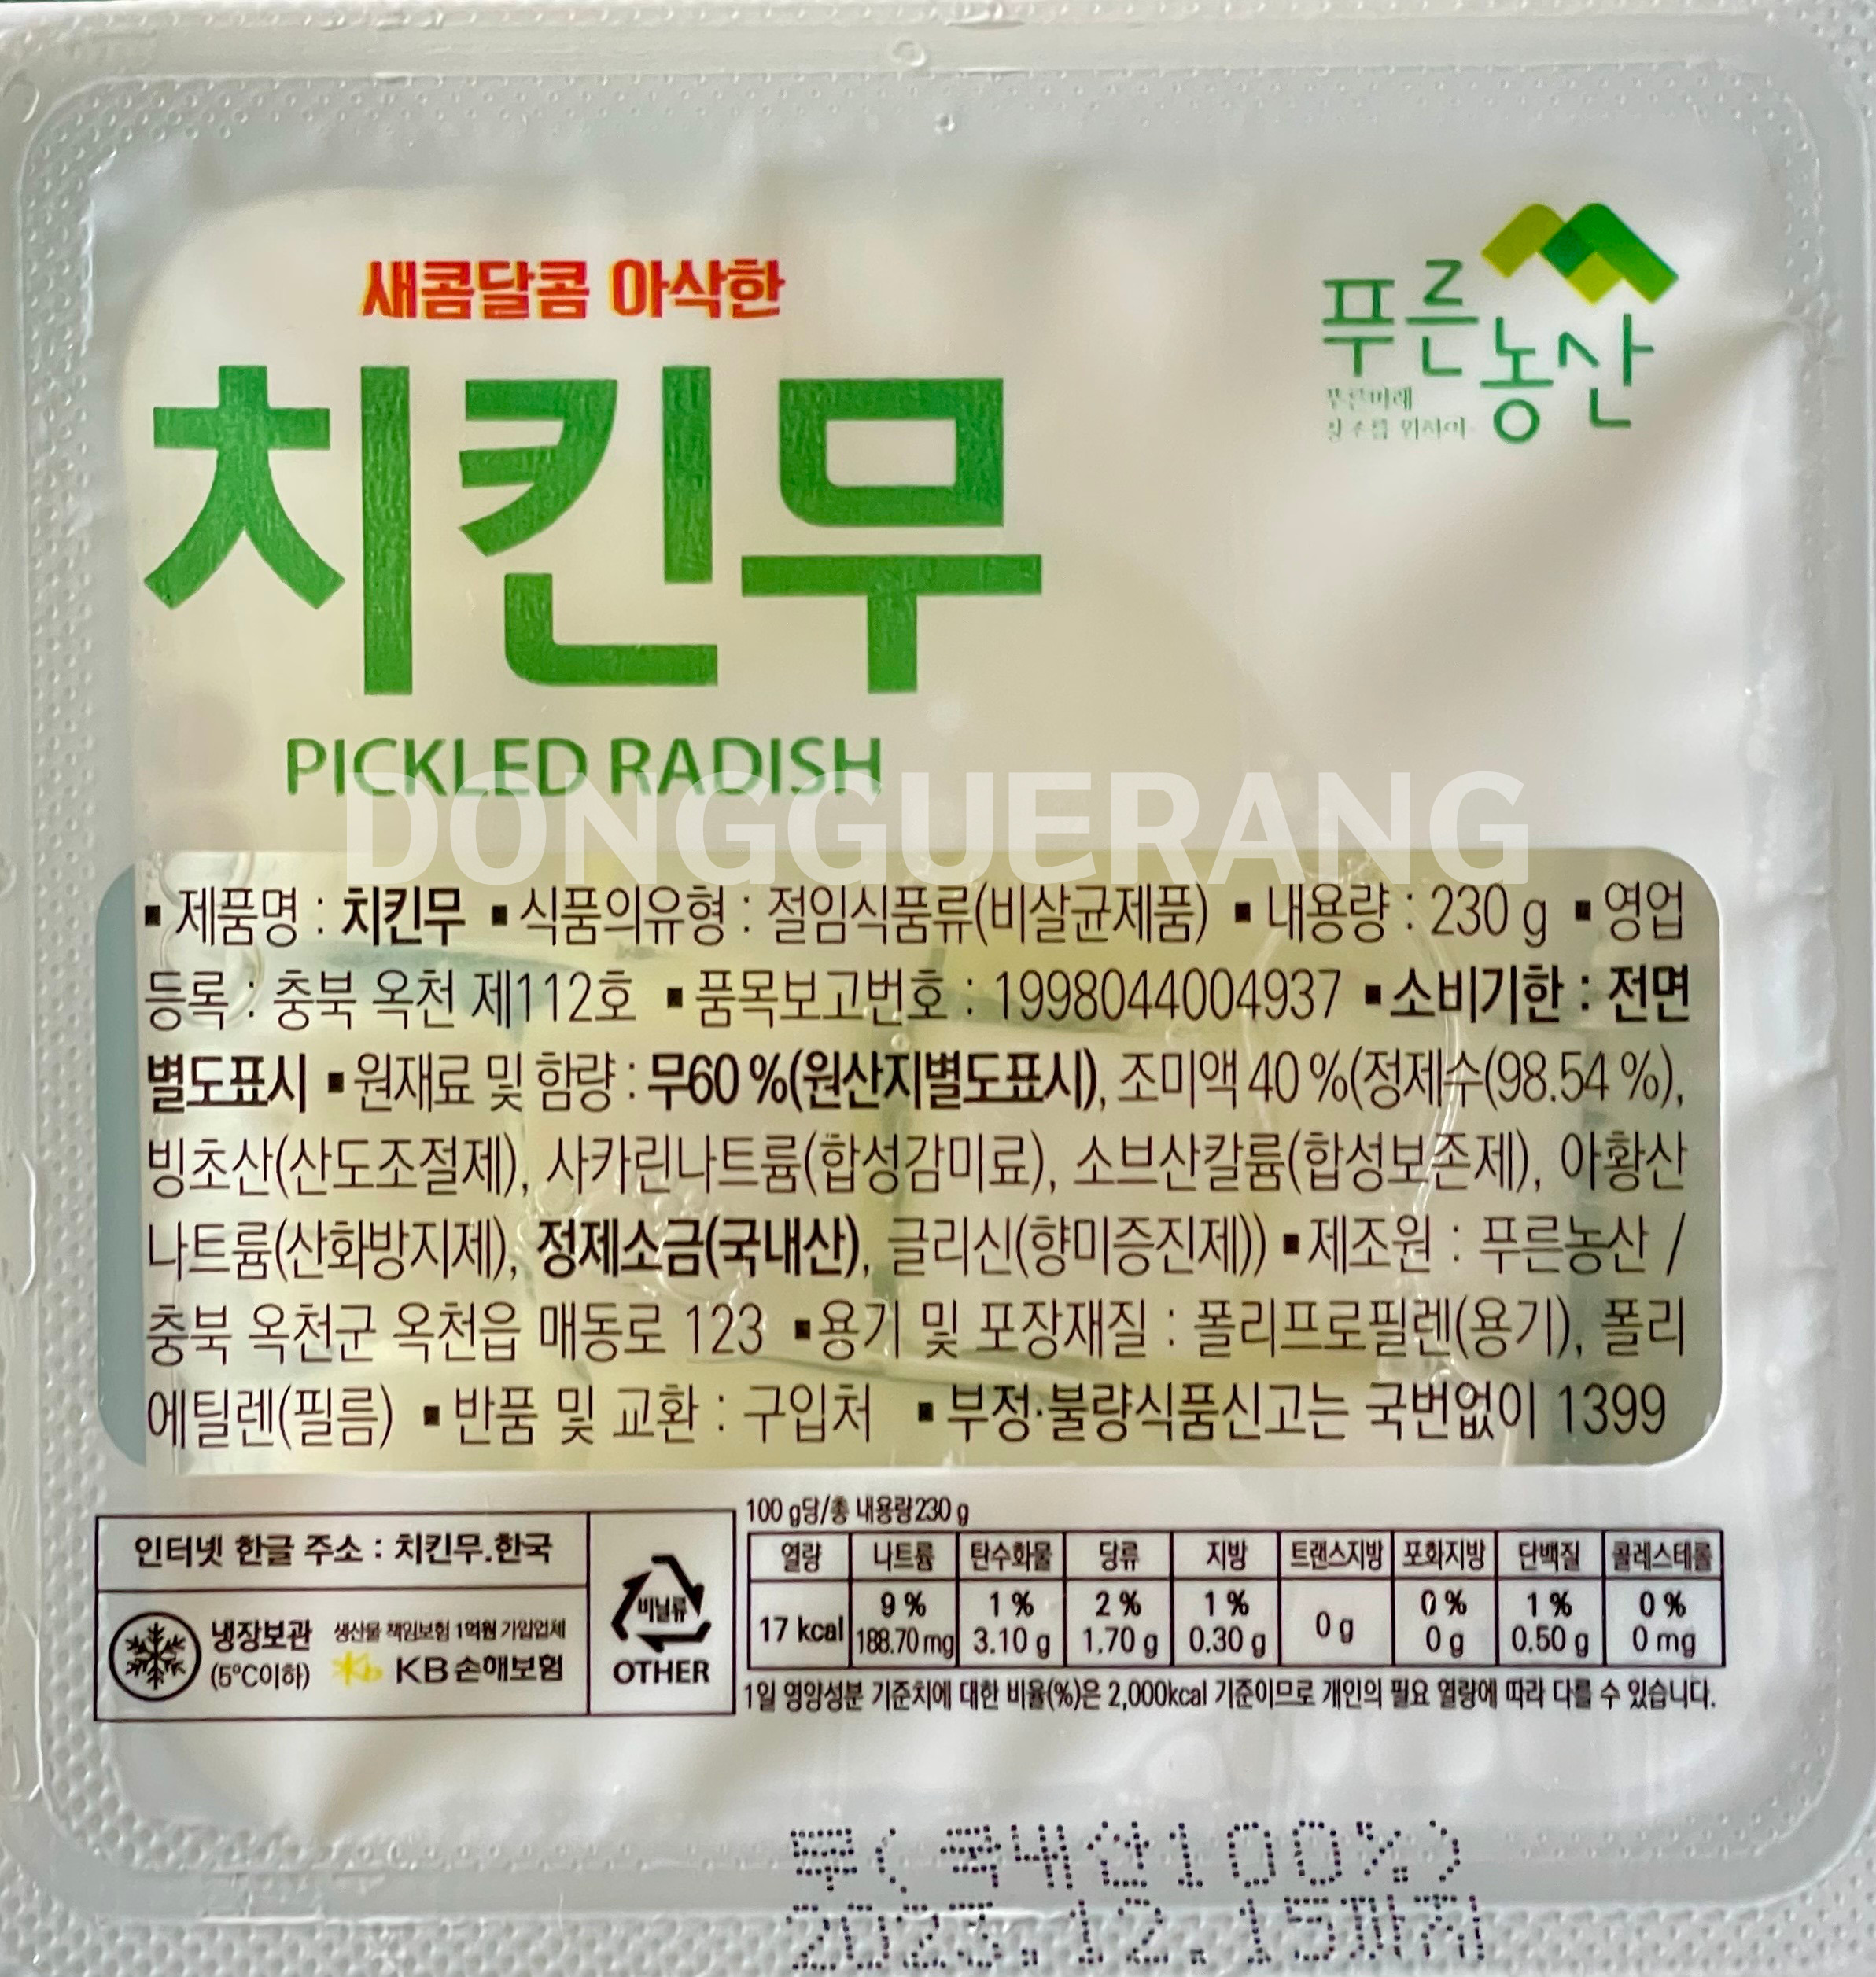 새콤달콤 아삭한
치킨무
PICKLED RADISH
푸른농산
푸른미래
DONGGUERANG
▪ 제품명 : 치킨무 ▪ 식품의유형 : 절임식품류(비살균제품) ▪ 내용량 : 230 g ▪ 영업
등록 : 충북 옥천 제112호 ▪ 품목보고번호 : 1998044004937 ▪ 소비기한 : 전면
별도표시 ▪ 원재료 및 함량 : 무60 %(원산지별도표시), 조미액 40 %(정제수(98.54 %),
빙초산(산도조절제), 사카린나트륨(합성감미료), 소브산칼륨(합성보존제), 아황산
나트륨(산화방지제), 정제소금(국내산), 글리신(향미증진제)) ▪ 제조원 : 푸른농산 /
충북 옥천군 옥천읍 매동로 123 ▪ 용기 및 포장재질 : 폴리프로필렌(용기), 폴리
에틸렌(필름) ▪ 반품 및 교환 : 구입처 ▪ 부정·불량식품신고는 국번없이 1399
인터넷 한글 주소 : 치킨무.한국
냉장보관
(5℃이하)
생산물 책임보험 1억원 가입업체
KB손해보험
비닐류
OTHER
100 g당/총 내용량230 g
열량 나트륨 탄수화물 당류 지방 트랜스지방 포화지방 단백질 콜레스테롤
17 kcal 9 % 1 % 2 % 1 % 0 g 0 % 1 % 0 %
188.70 mg 3.10 g 1.70 g 0.30 g 0 g 0.50 g 0 mg
1일 영양성분 기준치에 대한 비율(%)은 2,000kcal 기준이므로 개인의 필요 열량에 따라 다를 수 있습니다.
무(국내산100%)
2023.12.15까지